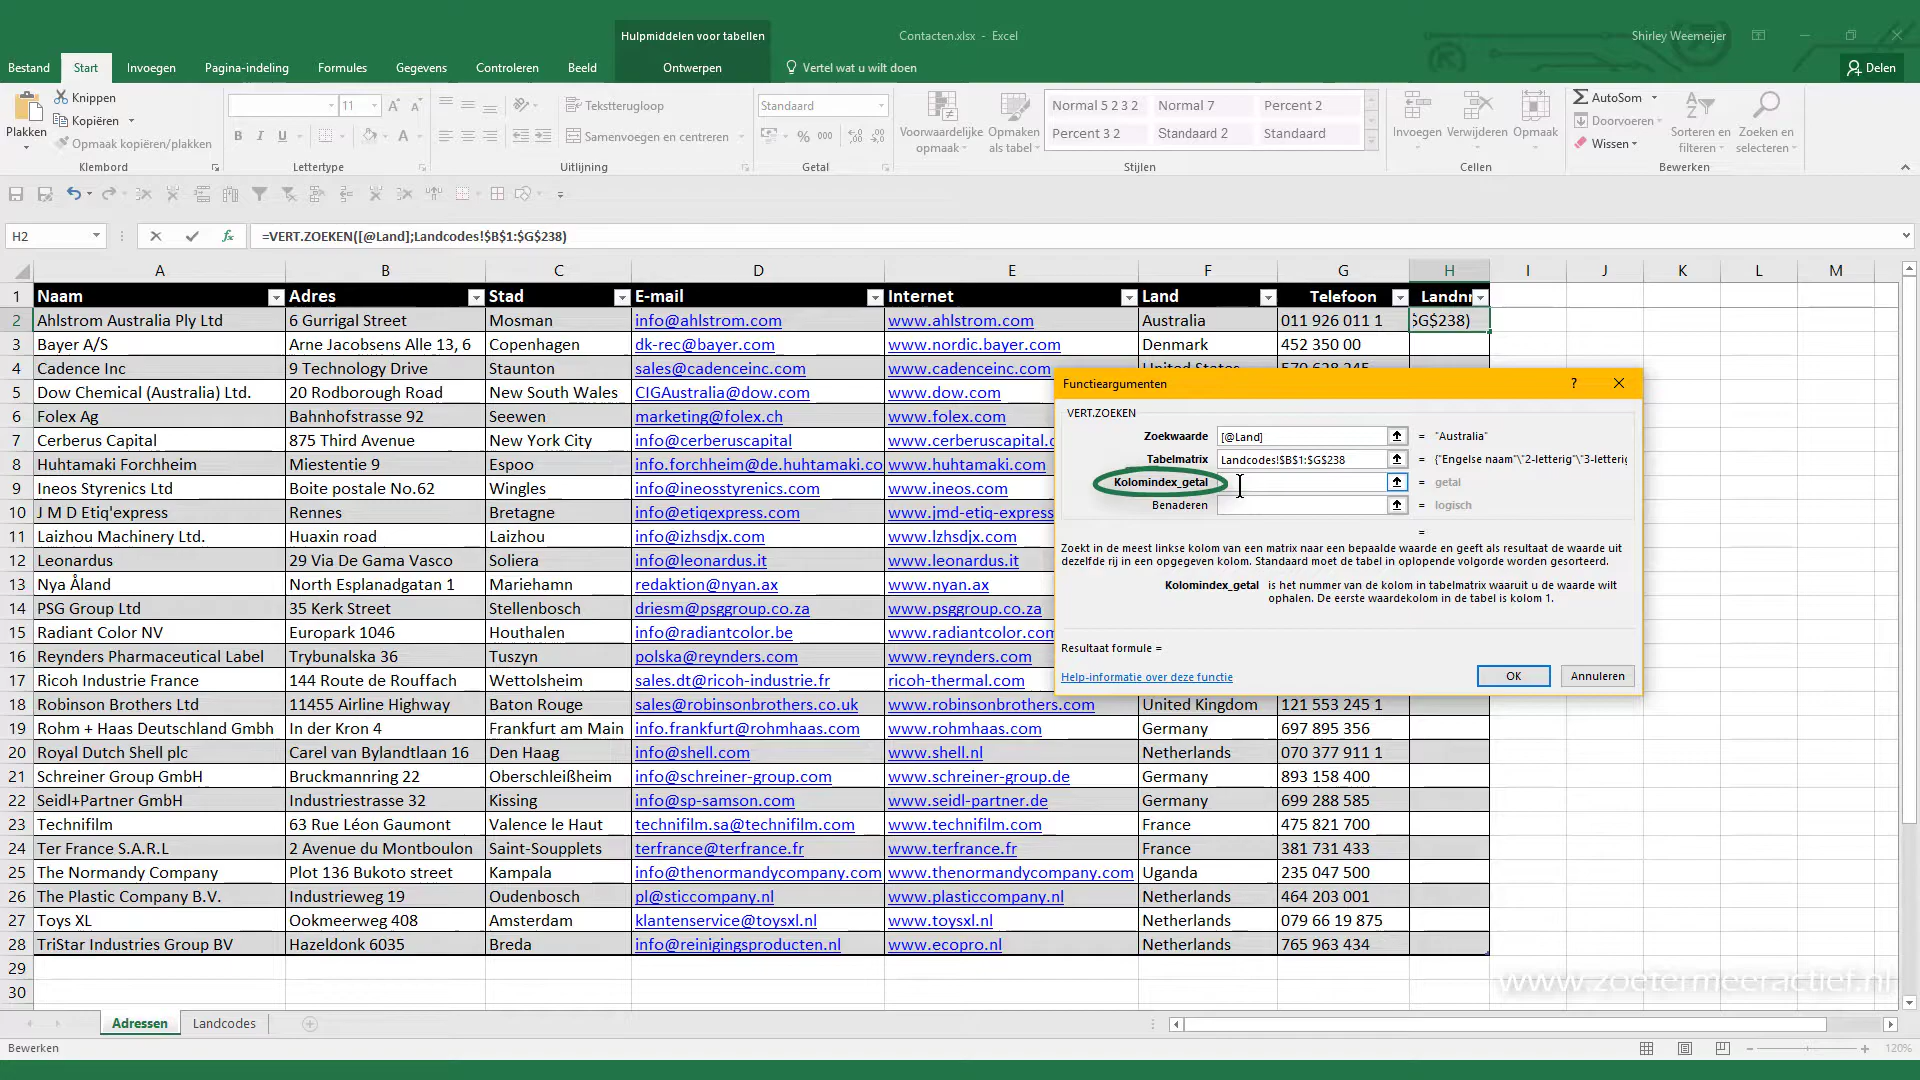 Hulpmiddelen voor tabellen
Contacten.xlsx - Excel
Shirley Weemeijer
Bestand Start Invoegen Pagina-indeling Formules Gegevens Controleren Beeld Ontwerpen Vertel wat u wilt doen Delen
Plakken
Knippen
Kopiëren
Opmaak kopiëren/plakken
11
Tekstterugloop
Samenvoegen en centreren
Standaard
% 000
Voorwaardelijke opmaak
Opmaken als tabel
Normal 5 2 3 2 Normal 7 Percent 2
Percent 3 2 Standaard 2 Standaard
Invoegen Verwijderen Opmaak
AutoSom
Doorvoeren
Wissen
Sorteren en filteren
Zoeken en selecteren
Klembord Lettertype Uitlijning Getal Stijlen Cellen Bewerken
H2 fx =VERT.ZOEKEN([@Land];Landcodes!$B$1:$G$238)
A B C D E F G H I J K L M
1 Naam Adres Stad E-mail Internet Land Telefoon Landnr
2 Ahlstrom Australia Ply Ltd 6 Gurrigal Street Mosman info@ahlstrom.com www.ahlstrom.com Australia 011 926 011 1 $G$238)
3 Bayer A/S Arne Jacobsens Alle 13, 6 Copenhagen dk-rec@bayer.com www.nordic.bayer.com Denmark 452 350 00
4 Cadence Inc 9 Technology Drive Staunton sales@cadenceinc.com www.cadenceinc.com United States 570 628 245
5 Dow Chemical (Australia) Ltd. 20 Rodborough Road New South Wales CIGAustralia@dow.com www.dow.com
6 Folex Ag Bahnhofstrasse 92 Seewen marketing@folex.ch www.folex.com
7 Cerberus Capital 875 Third Avenue New York City info@cerberuscapital www.cerberuscapital.c
8 Huhtamaki Forchheim Miestentie 9 Espoo info.forchheim@de.huhtamaki.co www.huhtamaki.com
9 Ineos Styrenics Ltd Boite postale No.62 Wingles info@ineosstyrenics.com www.ineos.com
10 J M D Etiq'express Rennes Bretagne info@etiqexpress.com www.jmd-etiq-express
11 Laizhou Machinery Ltd. Huaxin road Laizhou info@izhsdjx.com www.lzhsdjx.com
12 Leonardus 29 Via De Gama Vasco Soliera info@leonardus.it www.leonardus.it
13 Nya Åland North Esplanadgatan 1 Mariehamn redaktion@nyan.ax www.nyan.ax
14 PSG Group Ltd 35 Kerk Street Stellenbosch driesm@psggroup.co.za www.psggroup.co.za
15 Radiant Color NV Europark 1046 Houthalen info@radiantcolor.be www.radiantcolor.com
16 Reynders Pharmaceutical Label Trybunalska 36 Tuszyn polska@reynders.com www.reynders.com
17 Ricoh Industrie France 144 Route de Rouffach Wettolsheim sales.dt@ricoh-industrie.fr ricoh-thermal.com
18 Robinson Brothers Ltd 11455 Airline Highway Baton Rouge sales@robinsonbrothers.co.uk www.robinsonbrothers.com United Kingdom 121 553 245 1
19 Rohm + Haas Deutschland Gmbh In der Kron 4 Frankfurt am Main info.frankfurt@rohmhaas.com www.rohmhaas.com Germany 697 895 356
20 Royal Dutch Shell plc Carel van Bylandtlaan 16 Den Haag info@shell.com www.shell.nl Netherlands 070 377 911 1
21 Schreiner Group GmbH Bruckmannring 22 Oberschleißheim info@schreiner-group.com www.schreiner-group.de Germany 893 158 400
22 Seidl+Partner GmbH Industriestrasse 32 Kissing info@sp-samson.com www.seidl-partner.de Germany 699 288 585
23 Technifilm 63 Rue Léon Gaumont Valence le Haut technifilm.sa@technifilm.com www.technifilm.com France 475 821 700
24 Ter France S.A.R.L 2 Avenue du Montboulon Saint-Soupplets terfrance@terfrance.fr www.terfrance.fr France 381 731 433
25 The Normandy Company Plot 136 Bukoto street Kampala info@thenormandycompany.com www.thenormandycompany.com Uganda 235 047 500
26 The Plastic Company B.V. Industrieweg 19 Oudenbosch pl@sticcompany.nl www.plasticcompany.nl Netherlands 464 203 001
27 Toys XL Ookmeerweg 408 Amsterdam klantenservice@toysxl.nl www.toysxl.nl Netherlands 079 66 19 875
28 TriStar Industries Group BV Hazeldonk 6035 Breda info@reinigingsproducten.nl www.ecopro.nl Netherlands 765 963 434
29
30
Functieargumenten ?
VERT.ZOEKEN
Zoekwaarde [@Land] = "Australia"
Tabelmatrix Landcodes!$B$1:$G$238 = {"Engelse naam"\"2-letterig"\"3-letterig
Kolomindex_getal = getal
Benaderen = logisch
=
Zoekt in de meest linkse kolom van een matrix naar een bepaalde waarde en geeft als resultaat de waarde uit
dezelfde rij in een opgegeven kolom. Standaard moet de tabel in oplopende volgorde worden gesorteerd.
Kolomindex_getal is het nummer van de kolom in tabelmatrix waaruit u de waarde wilt
ophalen. De eerste waardekolom in de tabel is kolom 1.
Resultaat formule =
Help-informatie over deze functie
OK Annuleren
www.zoetermeeractief.nl
Adressen Landcodes
Bewerken
120%